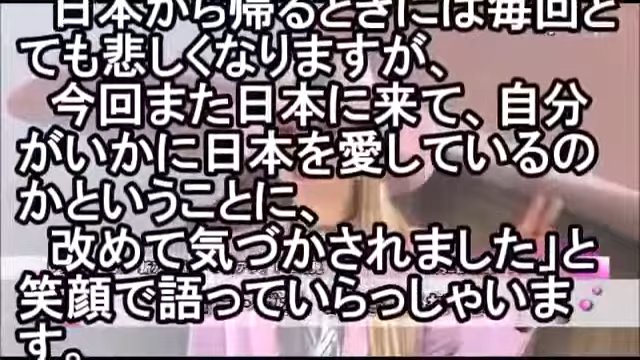 日本から帰るときには毎回と
ても悲しくなりますが、
今回また日本に来て、自分
がいかに日本を愛しているの
かということに、
改めて気づかされました」と
笑顔で語っていらっしゃいま
す。